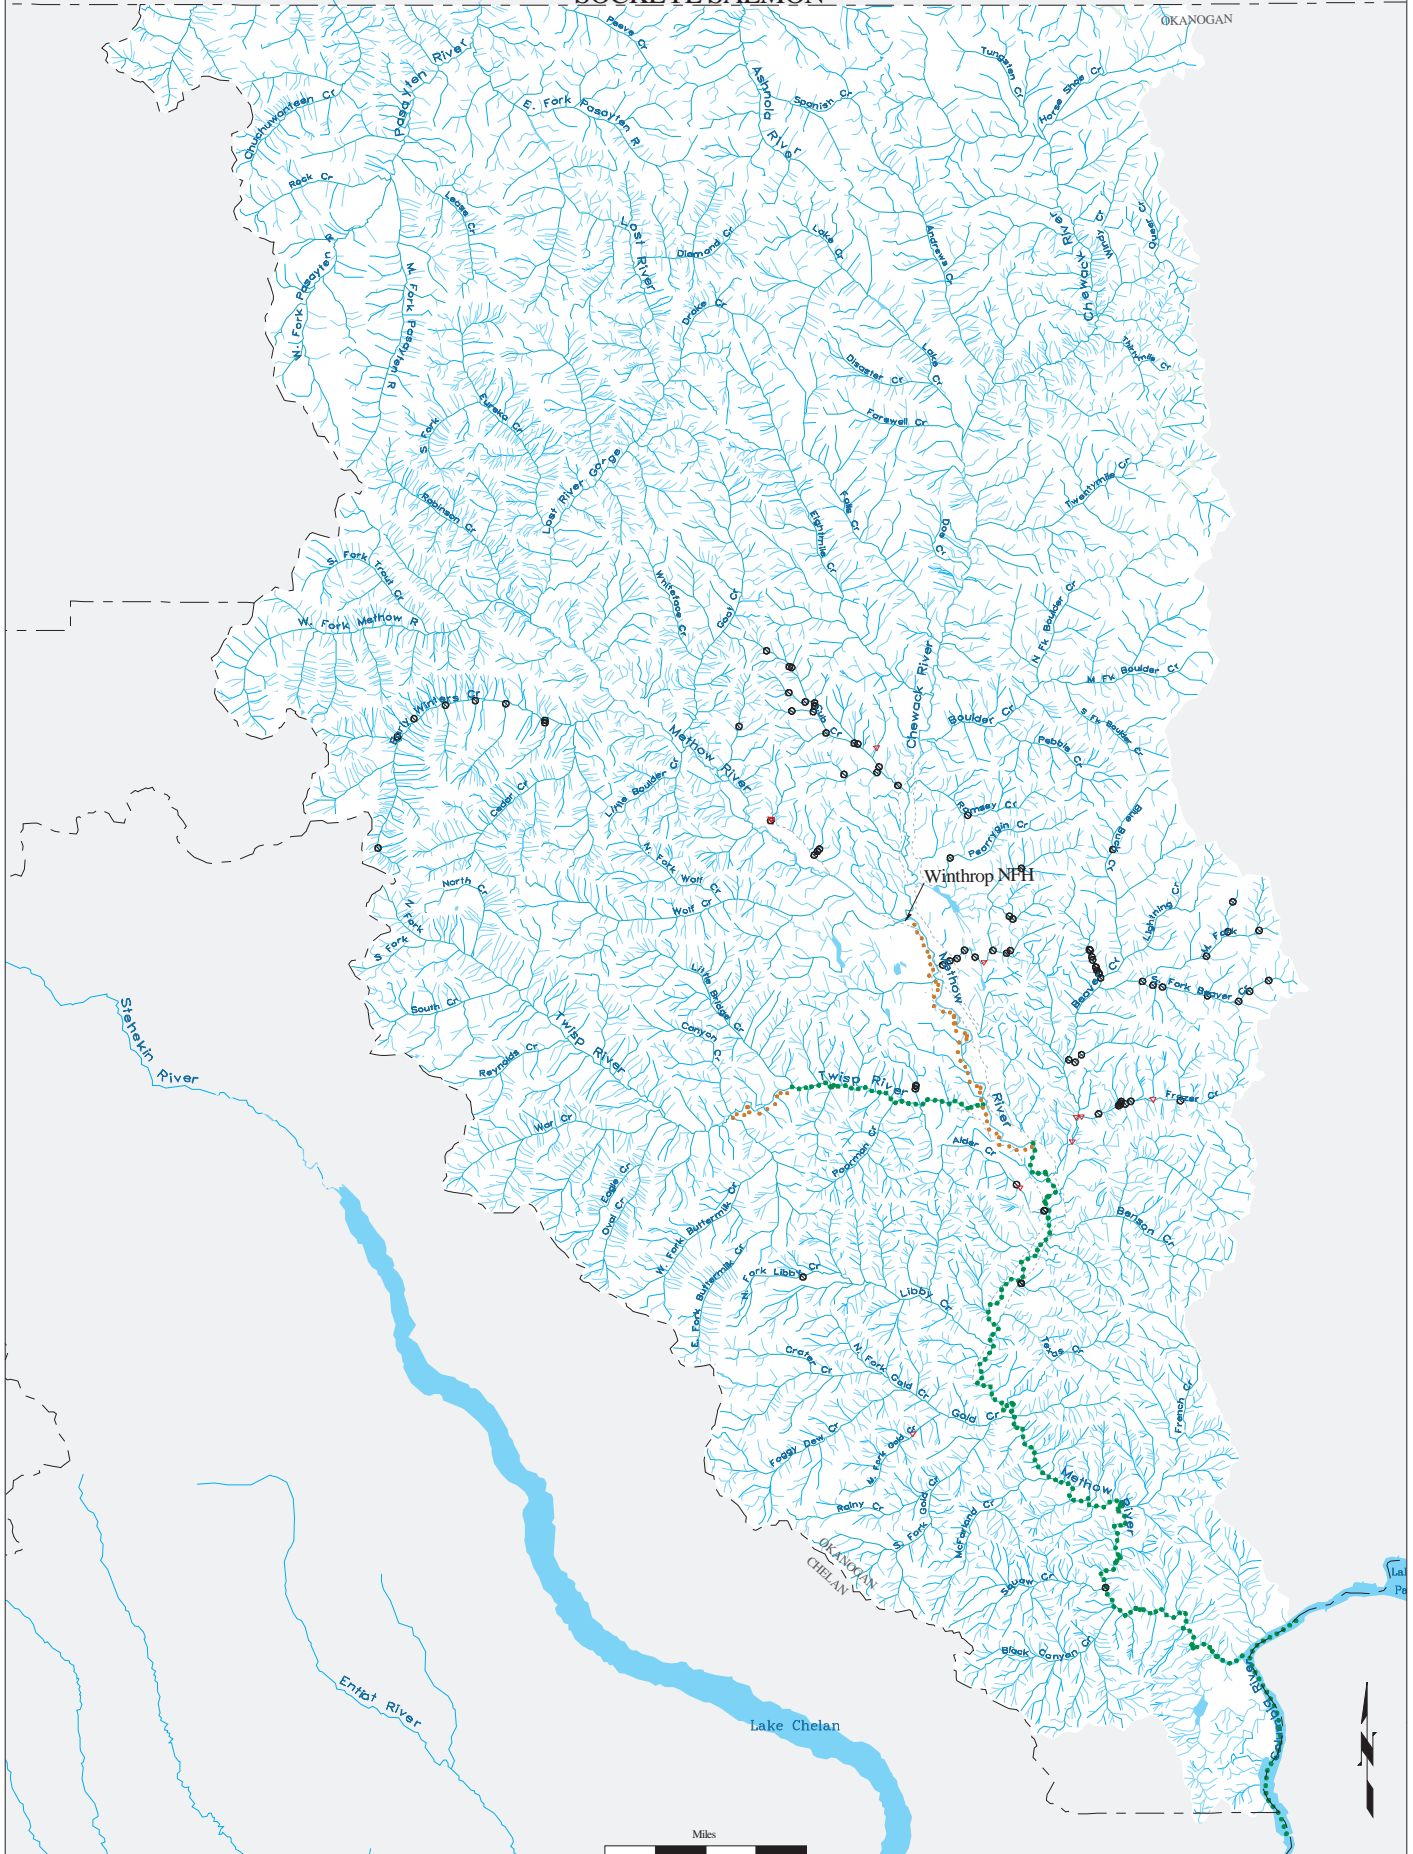 SOCKEYE SALMON
OKANOGAN
Peeve Cr
Pasayten River
Ashnola River
Tungsten Cr
Horse Shoe Cr
Spanish Cr
Chuchuwanteen Cr
E. Fork Pasayten R
Rock Cr
Lease Cr
Lost River
Diamond Cr
Lake Cr
Andrews Cr
Chewack River
Windy Cr
Queer Cr
N. Fork Pasayten R
M. Fork Pasayten R
Drake Cr
Disaster Cr
Lake Cr
Thirtymile Cr
Farewell Cr
Eureka Cr
S. Fork
Lost River Gorge
Robinson Cr
Twentymile Cr
Eightmile Cr
Falls Cr
Doe Cr
S. Fork Trout Cr
Whiteface Cr
Goat Cr
N Fk Boulder Cr
W. Fork Methow R
Chewack River
M Fk Boulder Cr
Early Winters Cr
Cub Cr
Boulder Cr
S Fk Boulder Cr
Pebble Cr
Methow River
Little Boulder Cr
Cedar Cr
Ramsey Cr
Pearrygin Cr
Blue Buck Cr
N. Fork Wolf Cr
Winthrop NFH
North Cr
Wolf Cr
Lightning Cr
N Fork
S Fork
M. Fork
Methow
River
Beaver Cr
S. Fork Beaver Cr
Little Bridge Cr
South Cr
Twisp River
Canyon Cr
Stehekin
River
Reynolds Cr
Twisp River
Frazer Cr
War Cr
Alder Cr
Poorman Cr
Eagle Cr
Oval Cr
W. Fork Buttermilk Cr
E. Fork Buttermilk Cr
Benson Cr
N. Fork Libby Cr
Libby Cr
Texas Cr
Crater Cr
N. Fork Gold Cr
French Cr
Gold Cr
Foggy Dew Cr
M. Fork Gold Cr
Methow River
Rainy Cr
S. Fork Gold Cr
McFarland Cr
OKANOGAN
CHELAN
Squaw Cr
Lal
Pa
Black Canyon Cr
Columbia River
Entiat River
Lake Chelan
N
Miles